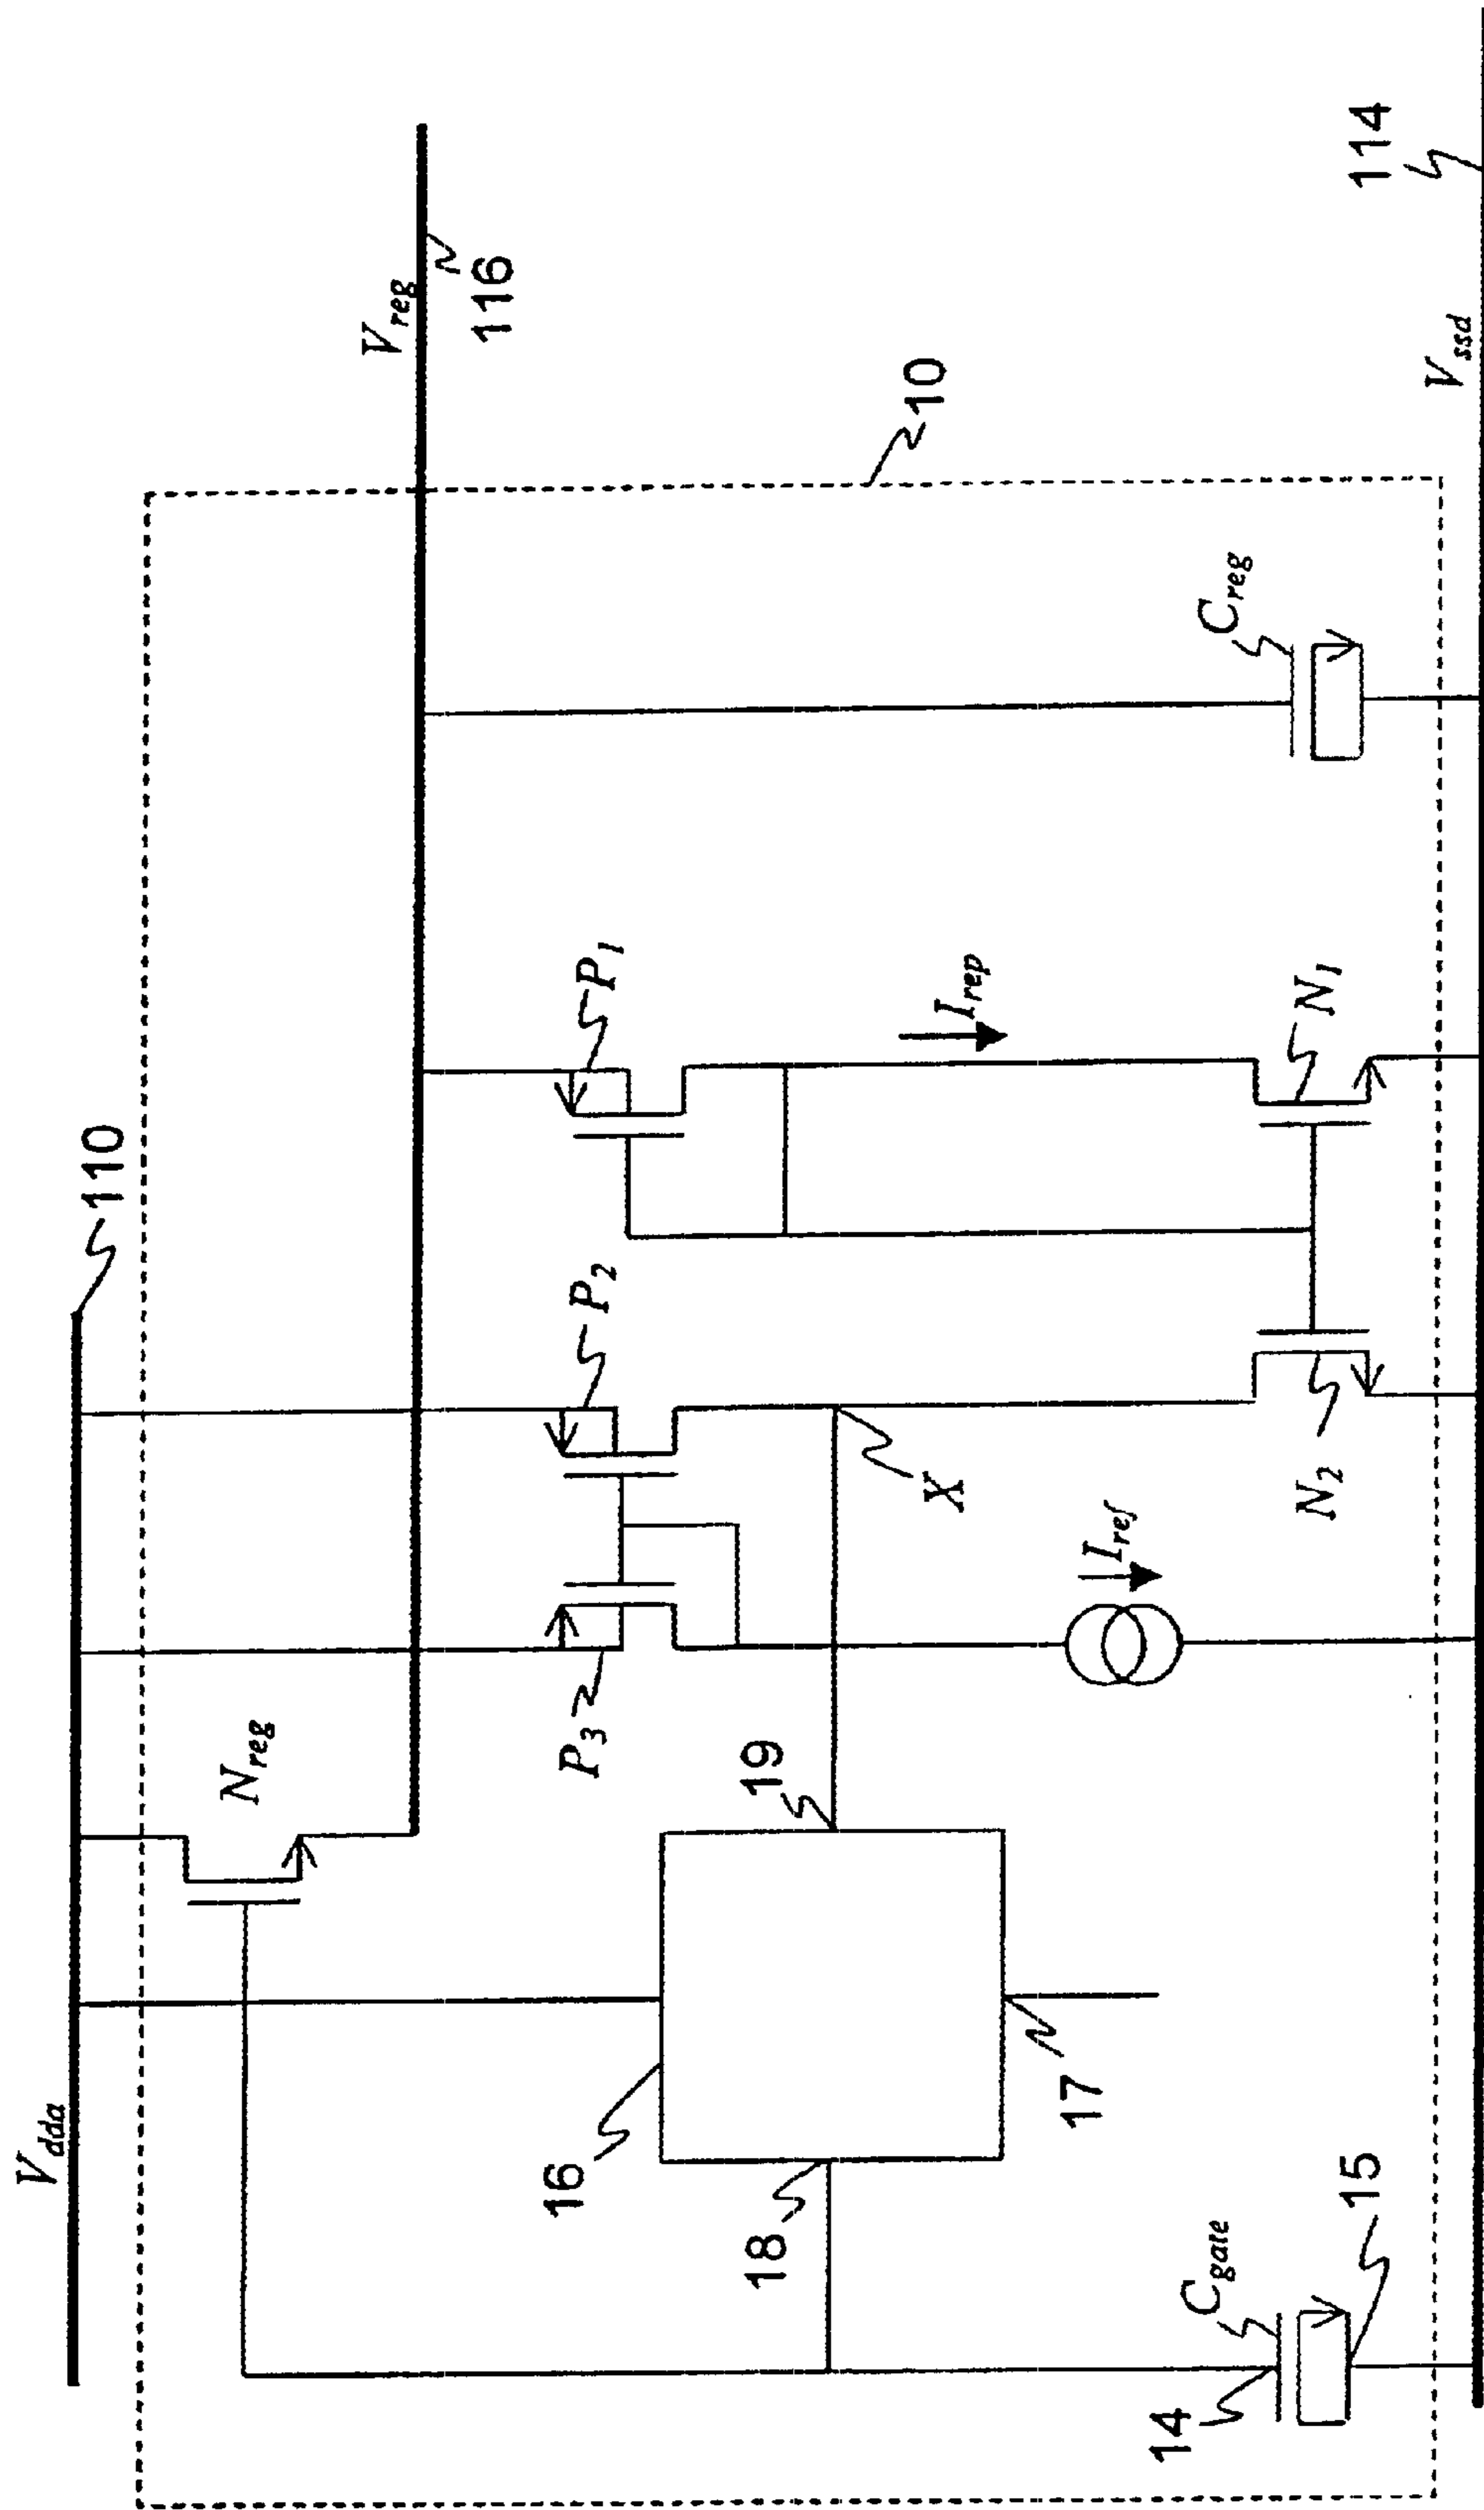 V_dda
110
V_reg
116
10
N_reg
P_3
P_2
P_1
16
18
19
17
X
I_ref
I_rep
C_reg
N_2
N_1
14
C_gate
15
V_ssd
114